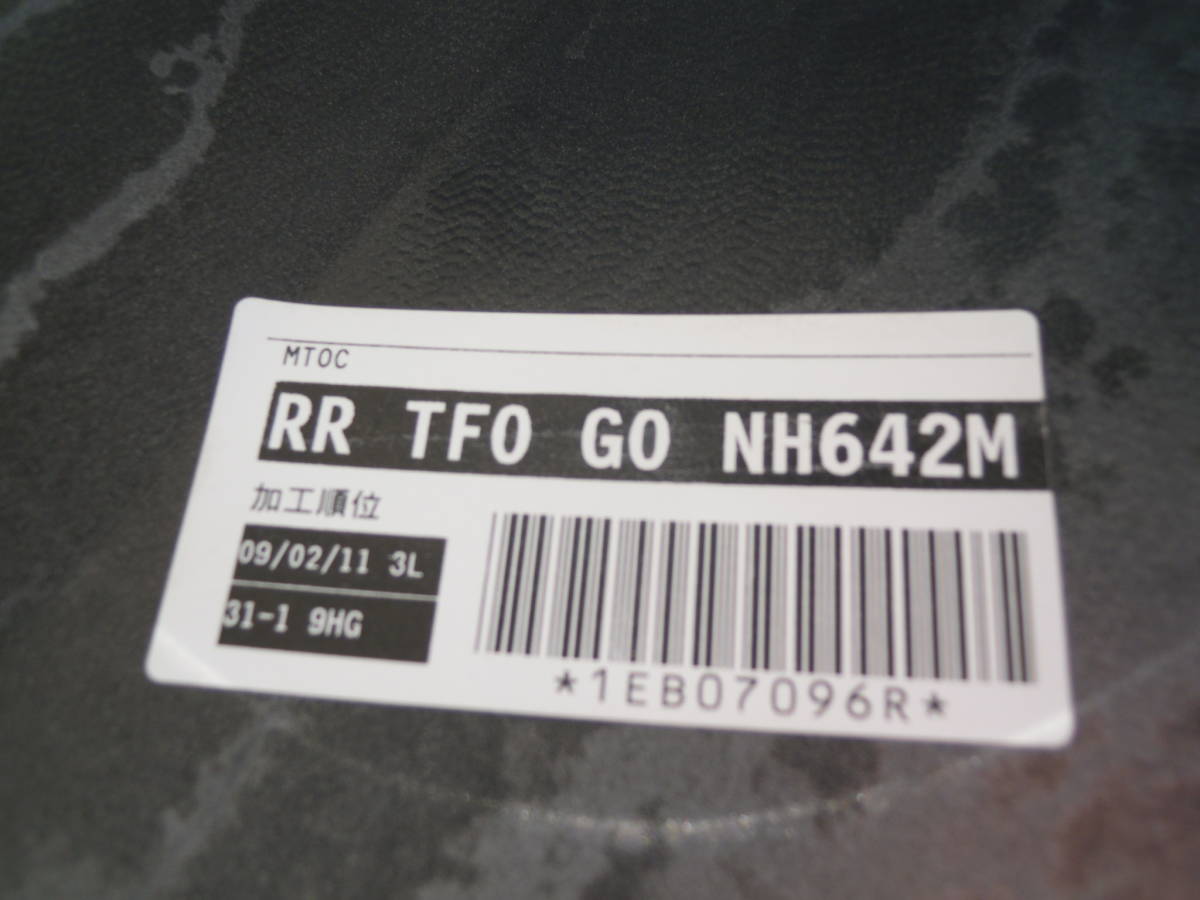 MTOC
RR TF0 G0 NH642M
加工順位
09/02/11 3L
31-1 9HG
*1EB07096R*